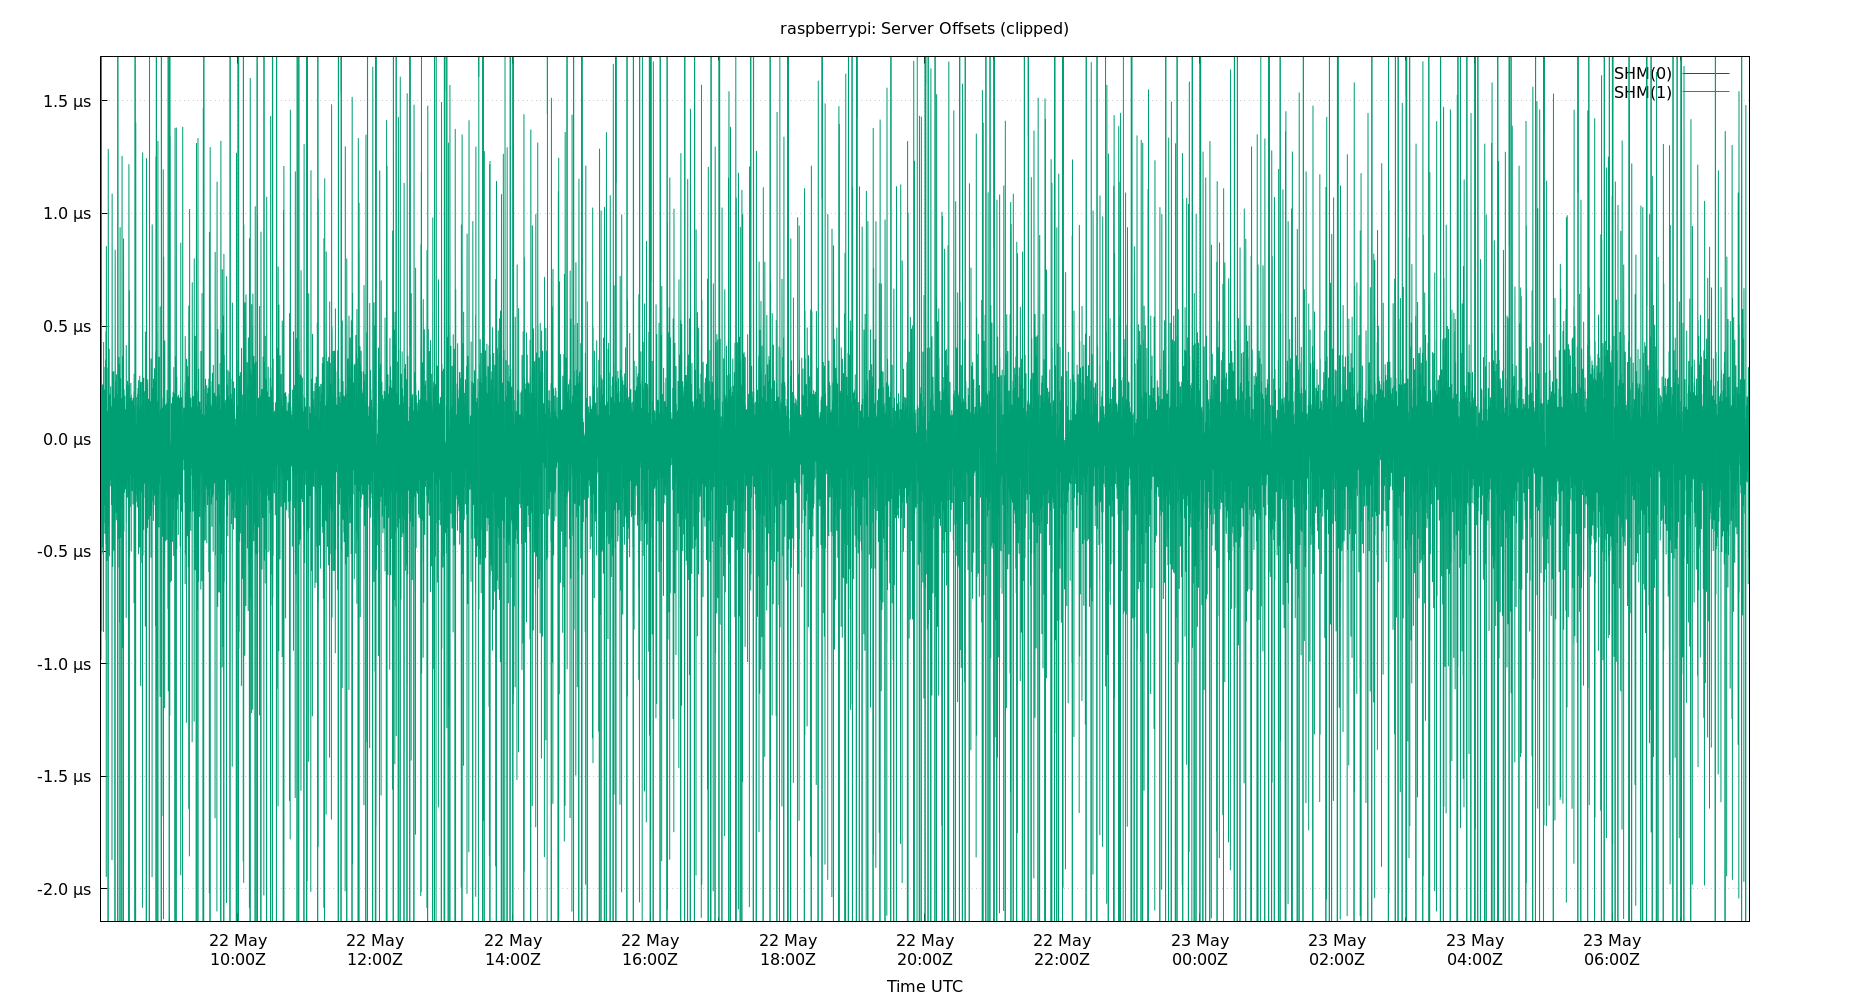 raspberrypi: Server Offsets (clipped)
SHM(0)
SHM(1)
1.5 µs
1.0 µs
0.5 µs
0.0 µs
-0.5 µs
-1.0 µs
-1.5 µs
-2.0 µs
22 May 22 May 22 May 22 May 22 May 22 May 22 May 23 May 23 May 23 May 23 May
10:00Z 12:00Z 14:00Z 16:00Z 18:00Z 20:00Z 22:00Z 00:00Z 02:00Z 04:00Z 06:00Z
Time UTC